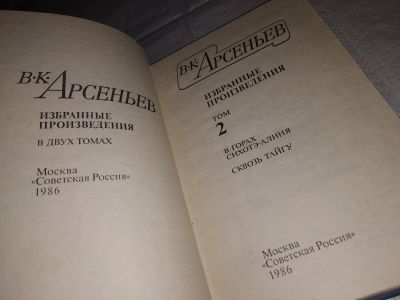 В·К·АРСЕНЬЕВ
ИЗБРАННЫЕ
ПРОИЗВЕДЕНИЯ
В ДВУХ ТОМАХ
Москва
«Советская Россия»
1986
В·К·АРСЕНЬЕВ
ИЗБРАННЫЕ
ПРОИЗВЕДЕНИЯ
ТОМ
2
В ГОРАХ
СИХОТЭ-АЛИНЯ
СКВОЗЬ ТАЙГУ
Москва
«Советская Россия»
1986